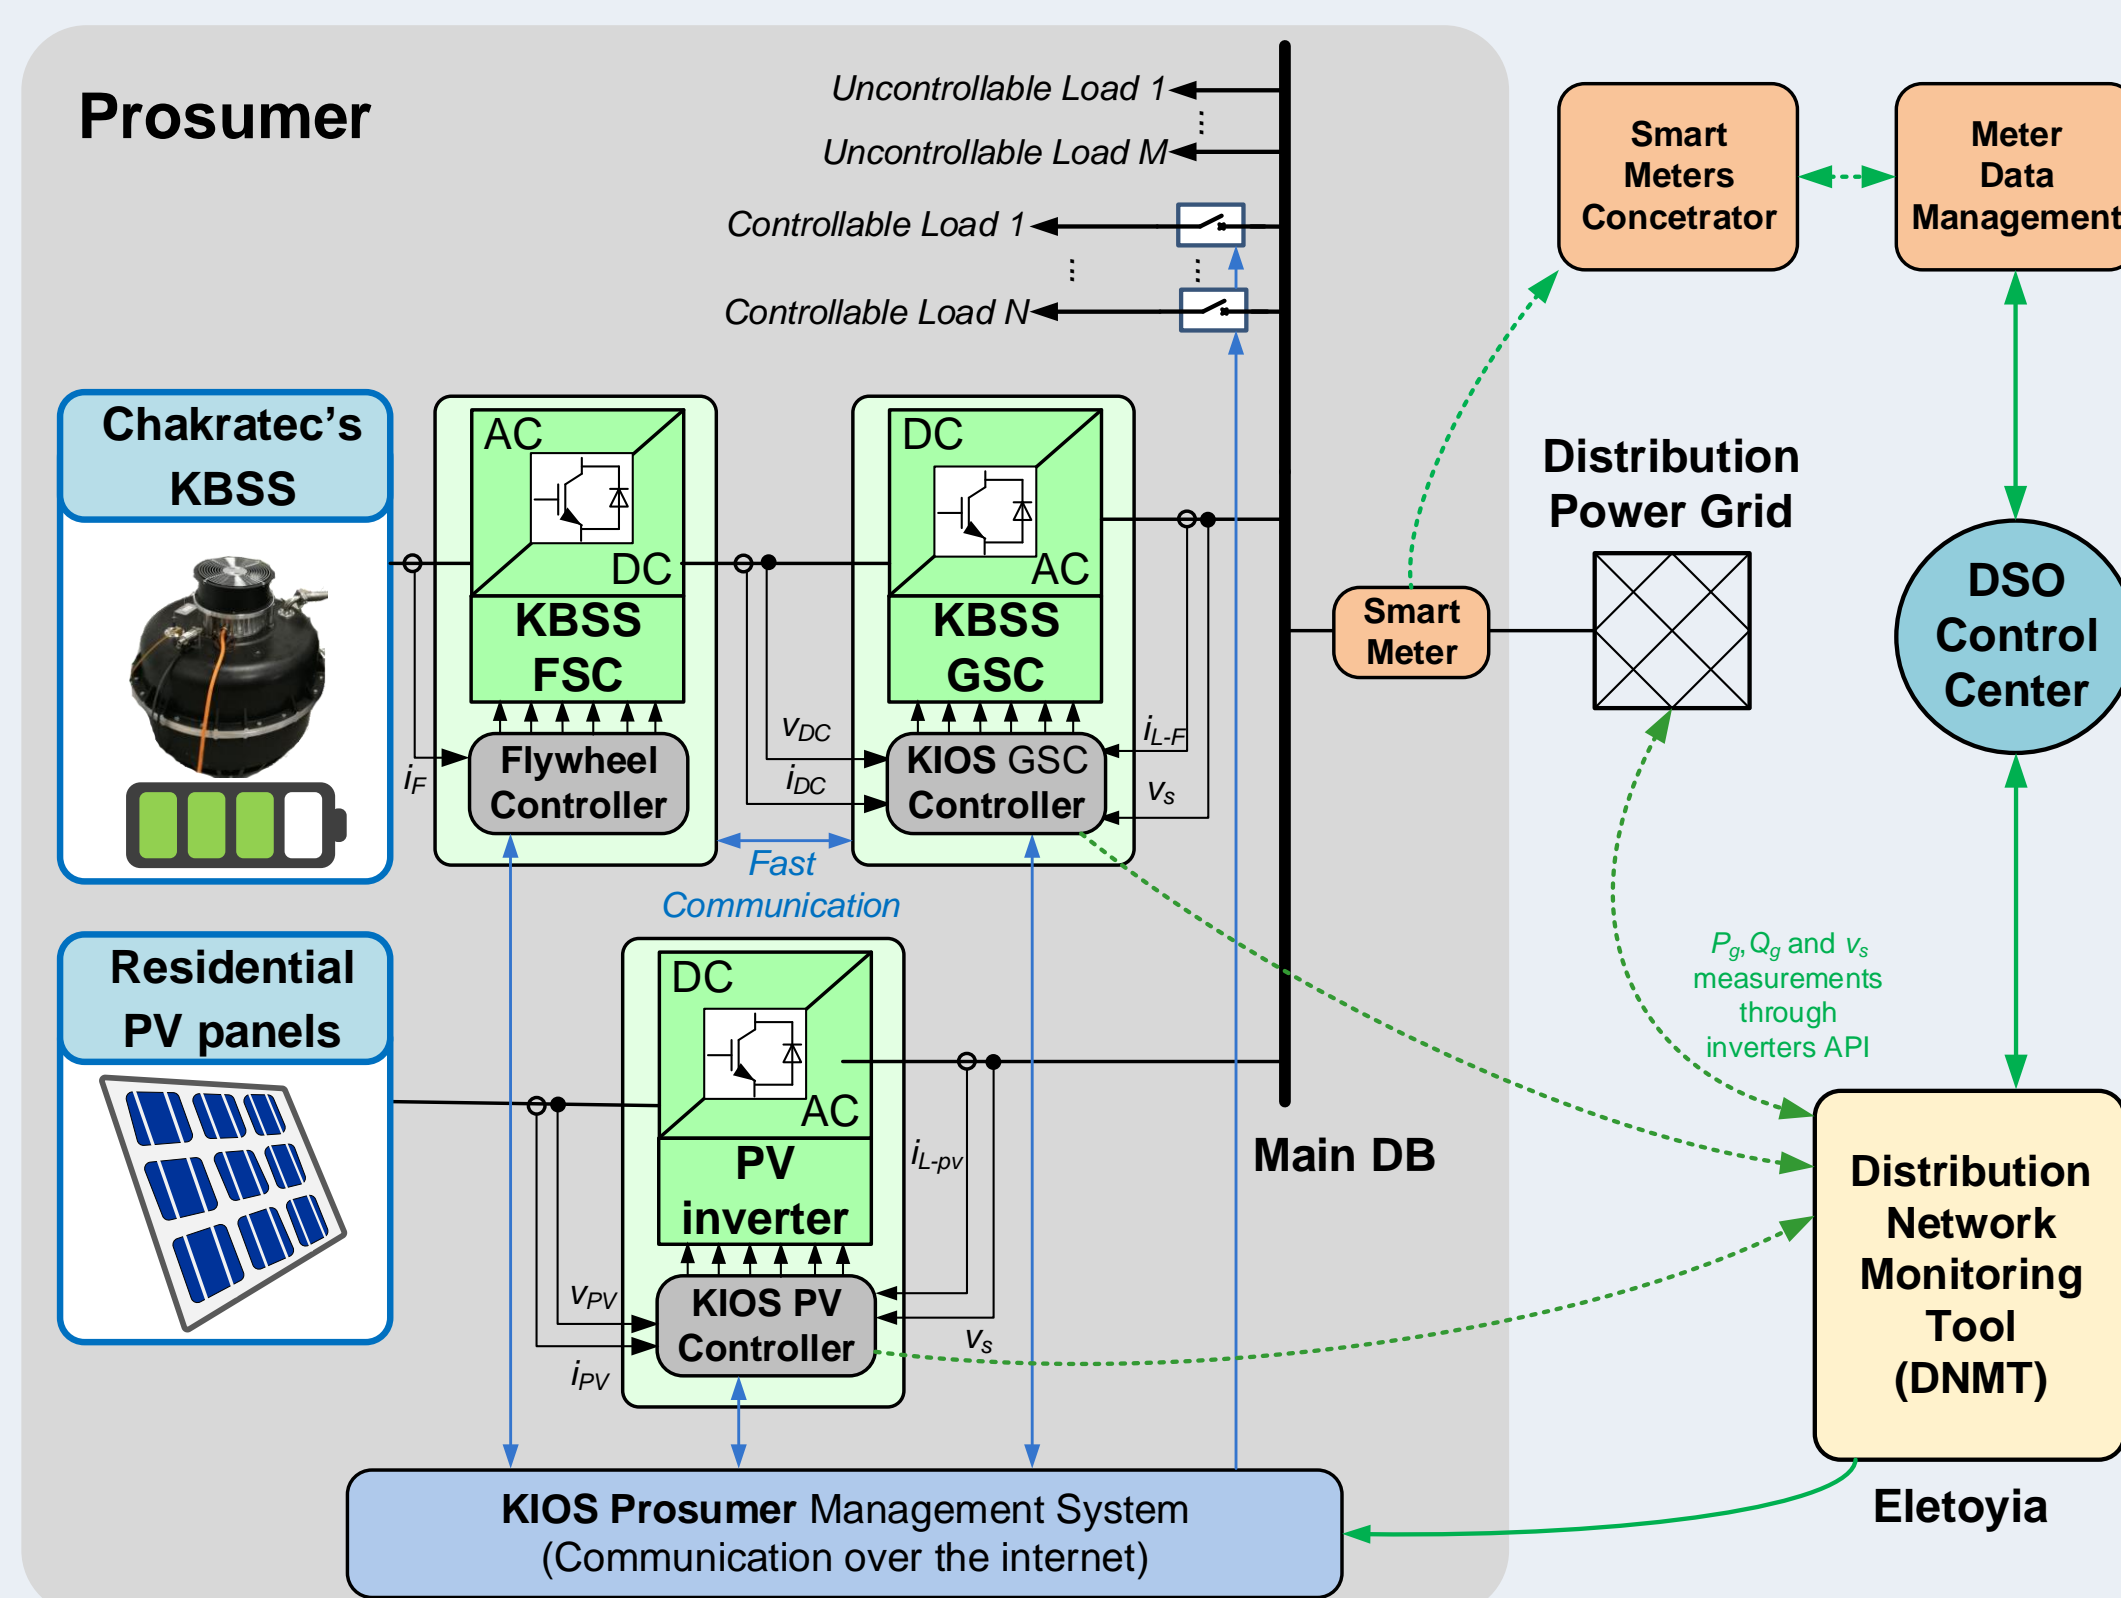 Prosumer
Uncontrollable Load 1
Uncontrollable Load M
Controllable Load 1
Controllable Load N
Smart
Meters
Concetrator
Meter
Data
Management
Chakratec's
KBSS
AC
DC
KBSS
FSC
Flywheel
Controller
iF
DC
AC
KBSS
GSC
KIOS GSC
Controller
vDC
iDC
iL-F
vs
Fast
Communication
Distribution
Power Grid
Smart
Meter
DSO
Control
Center
Pg,Qg and vs
measurements
through
inverters API
Residential
PV panels
DC
AC
PV
inverter
KIOS PV
Controller
vPV
iPV
iL-pv
vs
Main DB
Distribution
Network
Monitoring
Tool
(DNMT)
Eletoyia
KIOS Prosumer Management System
(Communication over the internet)